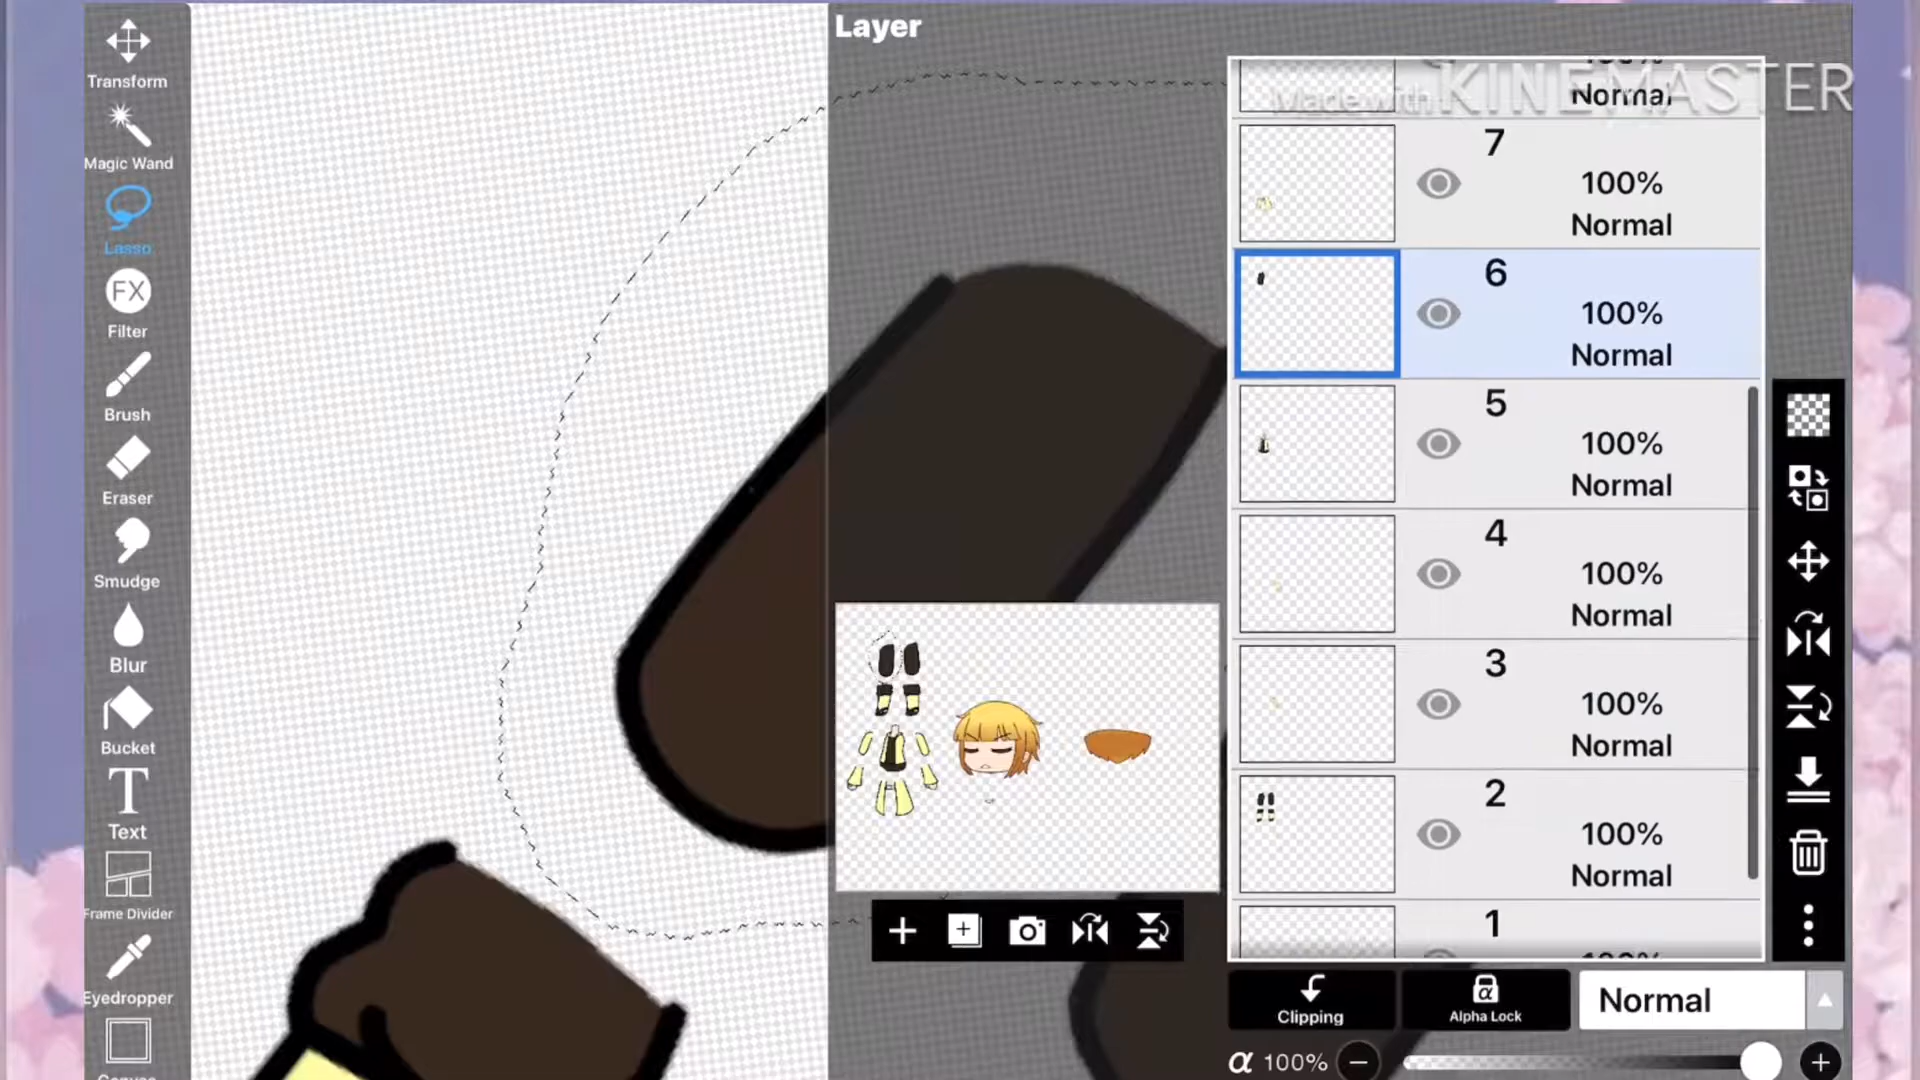 Layer
Made with KINEMASTER
Transform
Magic Wand
Lasso
FX
Filter
Brush
Eraser
Smudge
Blur
Bucket
T
Text
Frame Divider
Eyedropper
100%
Normal
7
100%
Normal
6
100%
Normal
5
100%
Normal
4
100%
Normal
3
100%
Normal
2
100%
Normal
1
Clipping
α
Alpha Lock
Normal
α 100%